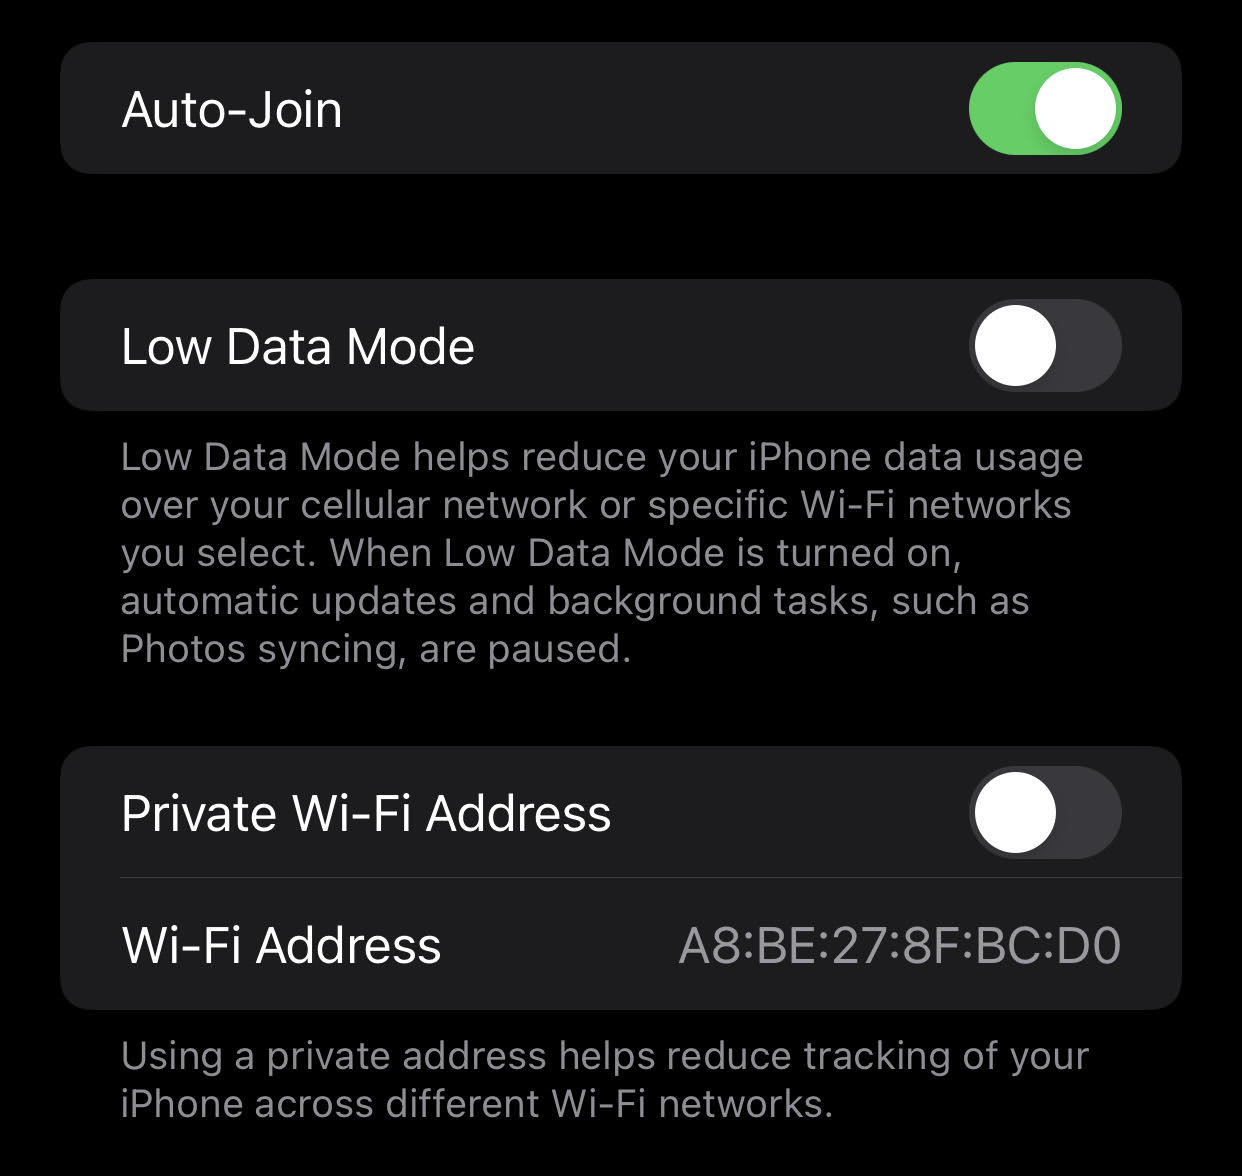 Auto-Join
Low Data Mode
Low Data Mode helps reduce your iPhone data usage
over your cellular network or specific Wi-Fi networks
you select. When Low Data Mode is turned on,
automatic updates and background tasks, such as
Photos syncing, are paused.
Private Wi-Fi Address
Wi-Fi Address A8:BE:27:8F:BC:D0
Using a private address helps reduce tracking of your
iPhone across different Wi-Fi networks.